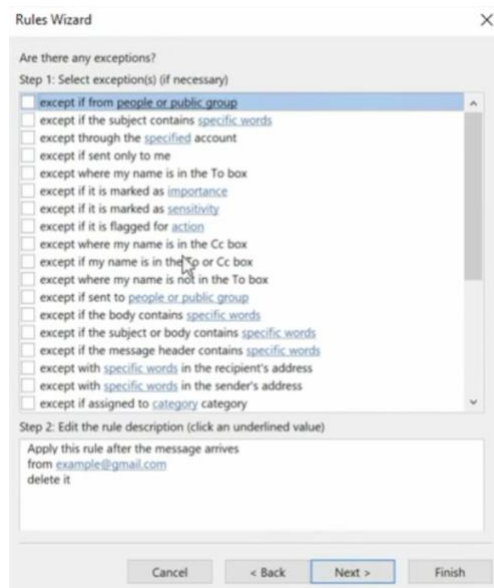 Rules Wizard
Are there any exceptions?
Step 1: Select exception(s) (if necessary)
except if from people or public group
except if the subject contains specific words
except through the specified account
except if sent only to me
except where my name is in the To box
except if it is marked as importance
except if it is marked as sensitivity
except if it is flagged for action
except where my name is in the Cc box
except if my name is in the To or Cc box
except where my name is not in the To box
except if sent to people or public group
except if the body contains specific words
except if the subject or body contains specific words
except if the message header contains specific words
except with specific words in the recipient's address
except with specific words in the sender's address
except if assigned to category category
Step 2: Edit the rule description (click an underlined value)
Apply this rule after the message arrives
from example@gmail.com
delete it
Cancel < Back Next > Finish